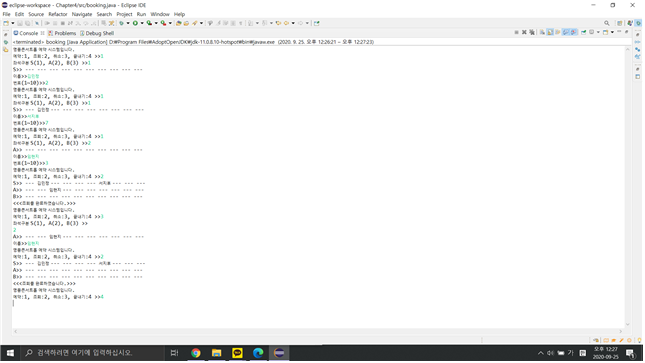 eclipse-workspace - Chapter4/src/booking.java - Eclipse IDE
File Edit Source Refactor Navigate Search Project Run Window Help
Console Problems Debug Shell
<terminated> booking [Java Application] D:₩Program Files₩AdoptOpenJDK₩jdk-11.0.8.10-hotspot₩bin₩javaw.exe (2020. 9. 25. 오후 12:26:21 – 오후 12:27:23)
명품콘서트홀 예약 시스템입니다.
예약:1, 조회:2, 취소:3, 끝내기:4 >>1
좌석구분 S(1), A(2), B(3) >>1
S>> --- --- --- --- --- --- --- --- --- ---
이름>>김민정
번호(1~10)>>2
명품콘서트홀 예약 시스템입니다.
예약:1, 조회:2, 취소:3, 끝내기:4 >>1
좌석구분 S(1), A(2), B(3) >>1
S>> --- 김민정 --- --- --- --- --- --- --- ---
이름>>서지로
번호(1~10)>>7
명품콘서트홀 예약 시스템입니다.
예약:1, 조회:2, 취소:3, 끝내기:4 >>1
좌석구분 S(1), A(2), B(3) >>2
A>> --- --- --- --- --- --- --- --- --- ---
이름>>김현지
번호(1~10)>>3
명품콘서트홀 예약 시스템입니다.
예약:1, 조회:2, 취소:3, 끝내기:4 >>2
S>> --- 김민정 --- --- --- --- 서지로 --- --- ---
A>> --- --- 김현지 --- --- --- --- --- --- ---
B>> --- --- --- --- --- --- --- --- --- ---
<<<조회를 완료하였습니다.>>>
명품콘서트홀 예약 시스템입니다.
예약:1, 조회:2, 취소:3, 끝내기:4 >>3
좌석구분 S(1), A(2), B(3) >>
2
A>> --- --- 김현지 --- --- --- --- --- --- ---
이름>>김현지
명품콘서트홀 예약 시스템입니다.
예약:1, 조회:2, 취소:3, 끝내기:4 >>2
S>> --- 김민정 --- --- --- --- 서지로 --- --- ---
A>> --- --- --- --- --- --- --- --- --- ---
B>> --- --- --- --- --- --- --- --- --- ---
<<<조회를 완료하였습니다.>>>
명품콘서트홀 예약 시스템입니다.
예약:1, 조회:2, 취소:3, 끝내기:4 >>4
검색하려면 여기에 입력하십시오.
오후 12:27
2020-09-25